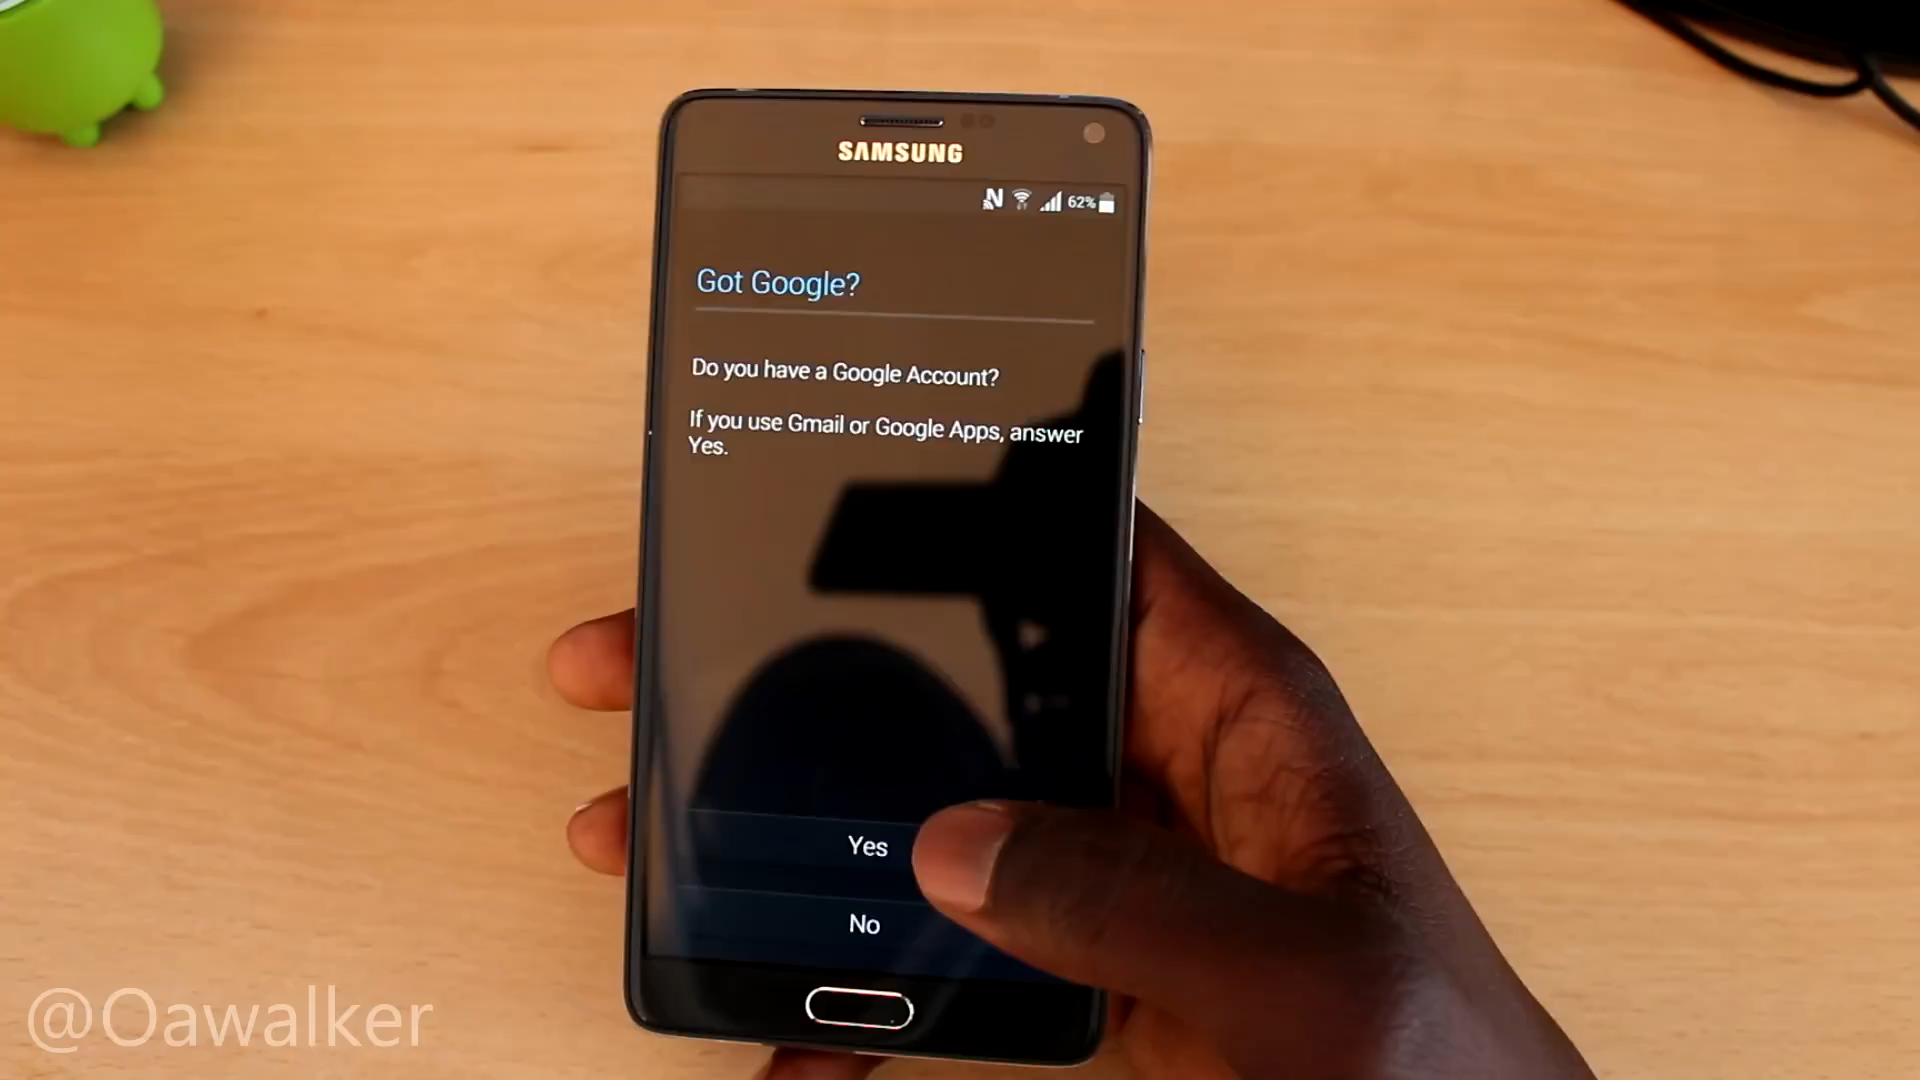 SAMSUNG
62%
Got Google?
Do you have a Google Account?
If you use Gmail or Google Apps, answer
Yes.
Yes
No
@Oawalker